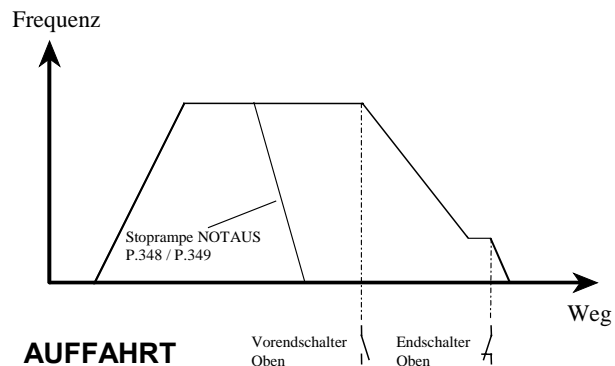 Frequenz
Stoprampe NOTAUS
P.348 / P.349
Weg
AUFFAHRT
Vorendschalter
Oben
Endschalter
Oben